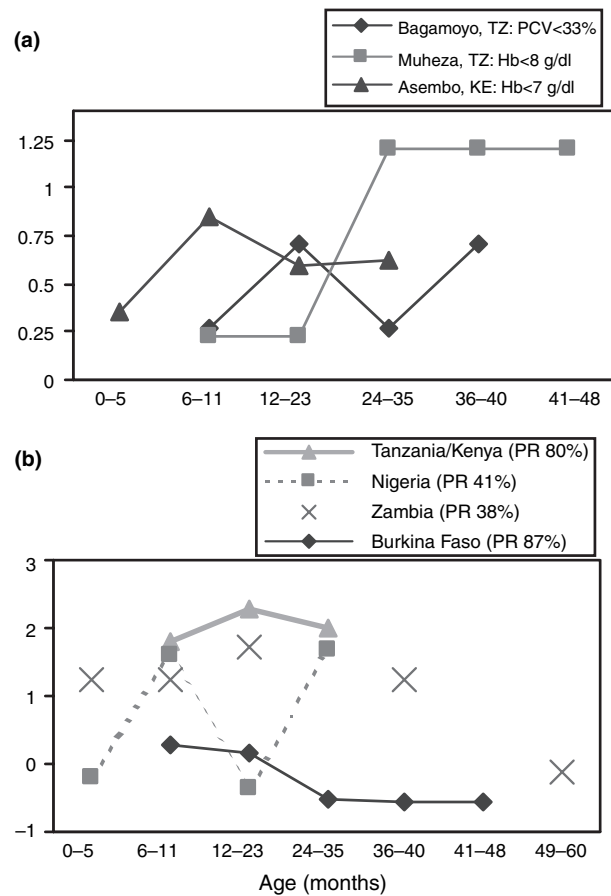 (a)
Bagamoyo, TZ: PCV<33%
Muheza, TZ: Hb<8 g/dl
Asembo, KE: Hb<7 g/dl
1.25
1
0.75
0.5
0.25
0
0–5 6–11 12–23 24–35 36–40 41–48
(b)
Tanzania/Kenya (PR 80%)
Nigeria (PR 41%)
Zambia (PR 38%)
Burkina Faso (PR 87%)
3
2
1
0
–1
0–5 6–11 12–23 24–35 36–40 41–48 49–60
Age (months)